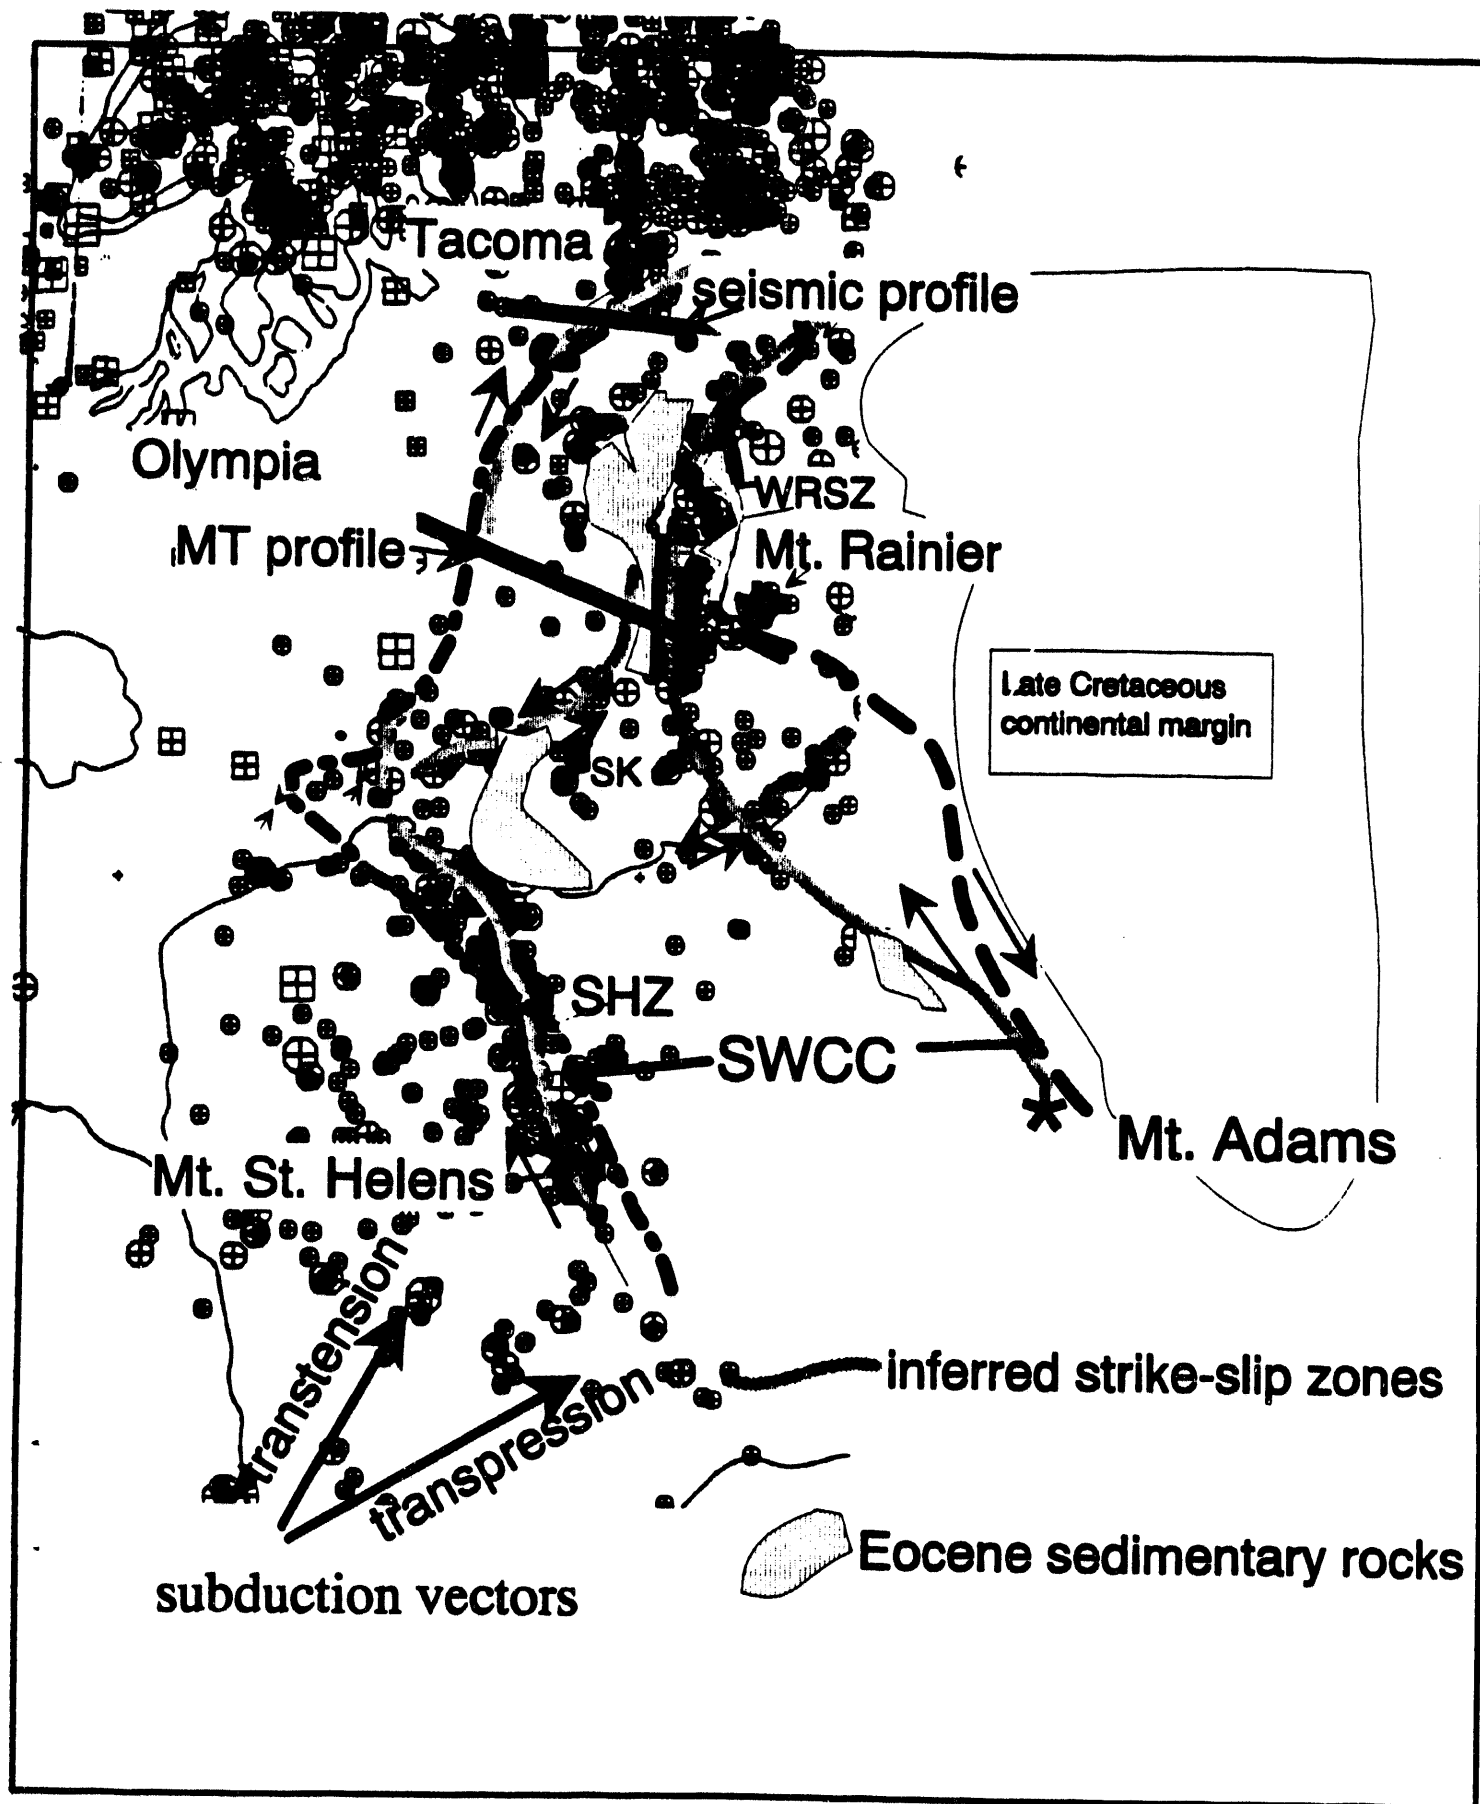 Tacoma
seismic profile
Olympia
WRSZ
MT profile
Mt. Rainier
Late Cretaceous
continental margin
SK
SHZ
SWCC
Mt. Adams
Mt. St. Helens
transtension
transpression
inferred strike-slip zones
Eocene sedimentary rocks
subduction vectors